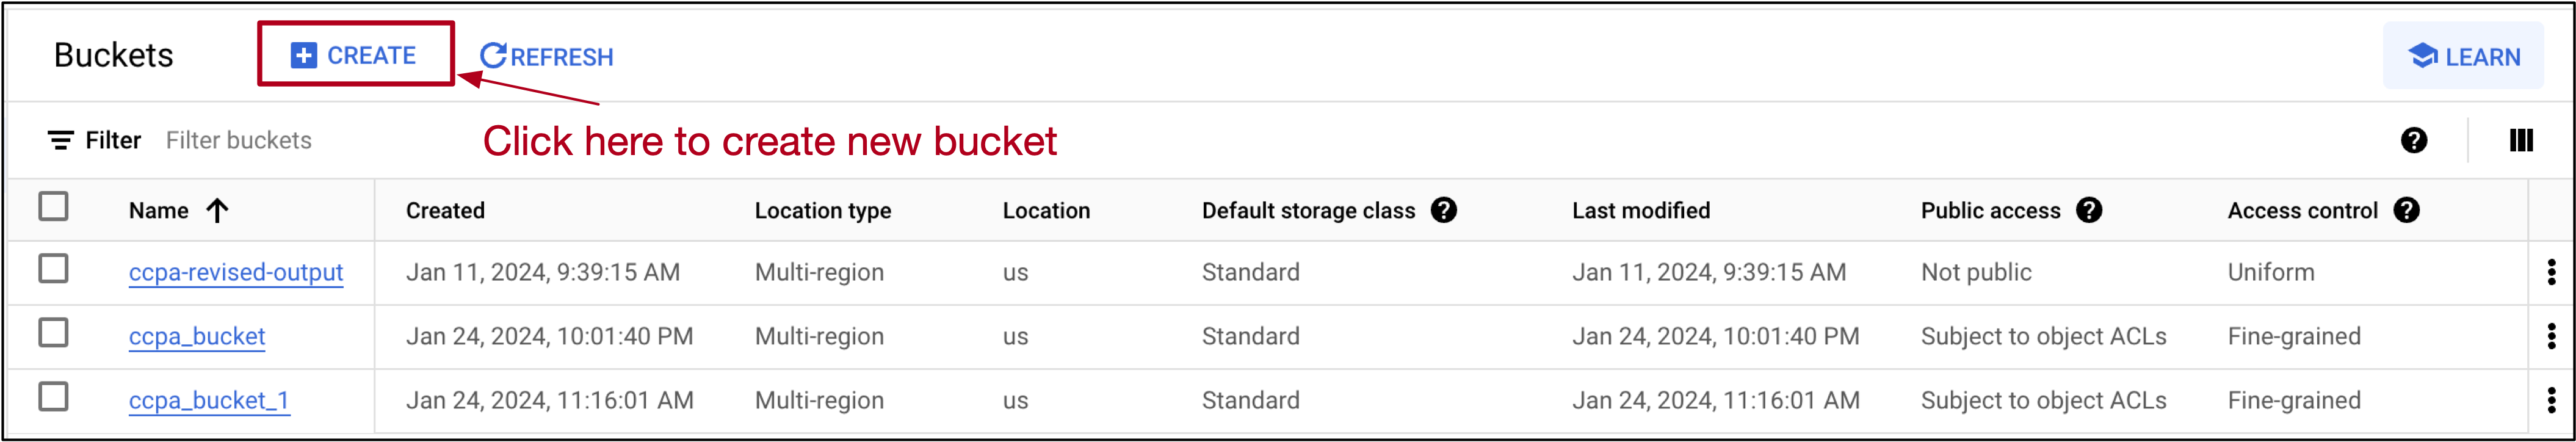 Buckets CREATE REFRESH LEARN
Filter Filter buckets
Click here to create new bucket
Name Created Location type Location Default storage class Last modified Public access Access control
ccpa-revised-output Jan 11, 2024, 9:39:15 AM Multi-region us Standard Jan 11, 2024, 9:39:15 AM Not public Uniform
ccpa_bucket Jan 24, 2024, 10:01:40 PM Multi-region us Standard Jan 24, 2024, 10:01:40 PM Subject to object ACLs Fine-grained
ccpa_bucket_1 Jan 24, 2024, 11:16:01 AM Multi-region us Standard Jan 24, 2024, 11:16:01 AM Subject to object ACLs Fine-grained